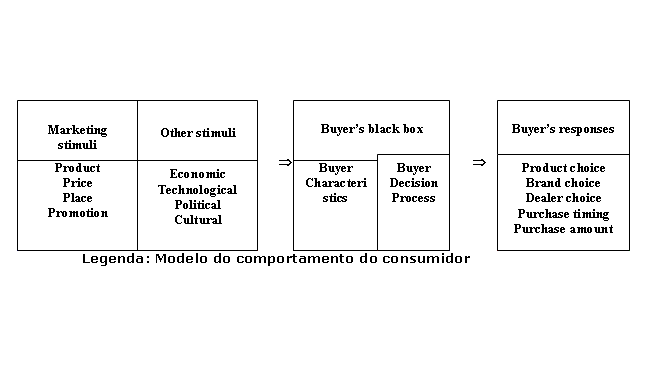 Marketing
stimuli
Other stimuli
Product
Price
Place
Promotion
Economic
Technological
Political
Cultural
⇒
Buyer's black box
Buyer
Characteri
stics
Buyer
Decision
Process
⇒
Buyer's responses
Product choice
Brand choice
Dealer choice
Purchase timing
Purchase amount
Legenda: Modelo do comportamento do consumidor